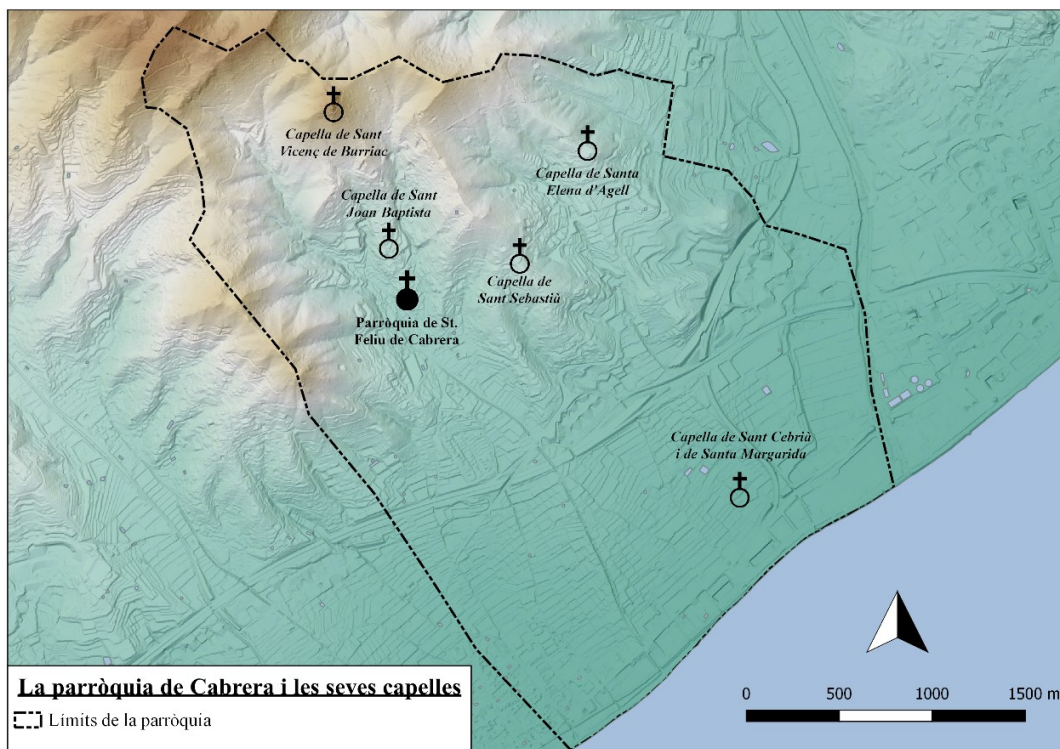 Capella de Sant
Vicenç de Burriac
Capella de Santa
Elena d'Agell
Capella de Sant
Joan Baptista
Capella de
Sant Sebastià
Parròquia de St.
Feliu de Cabrera
Capella de Sant Cebrià
i de Santa Margarida
La parròquia de Cabrera i les seves capelles
Límits de la parròquia
0 500 1000 1500 m